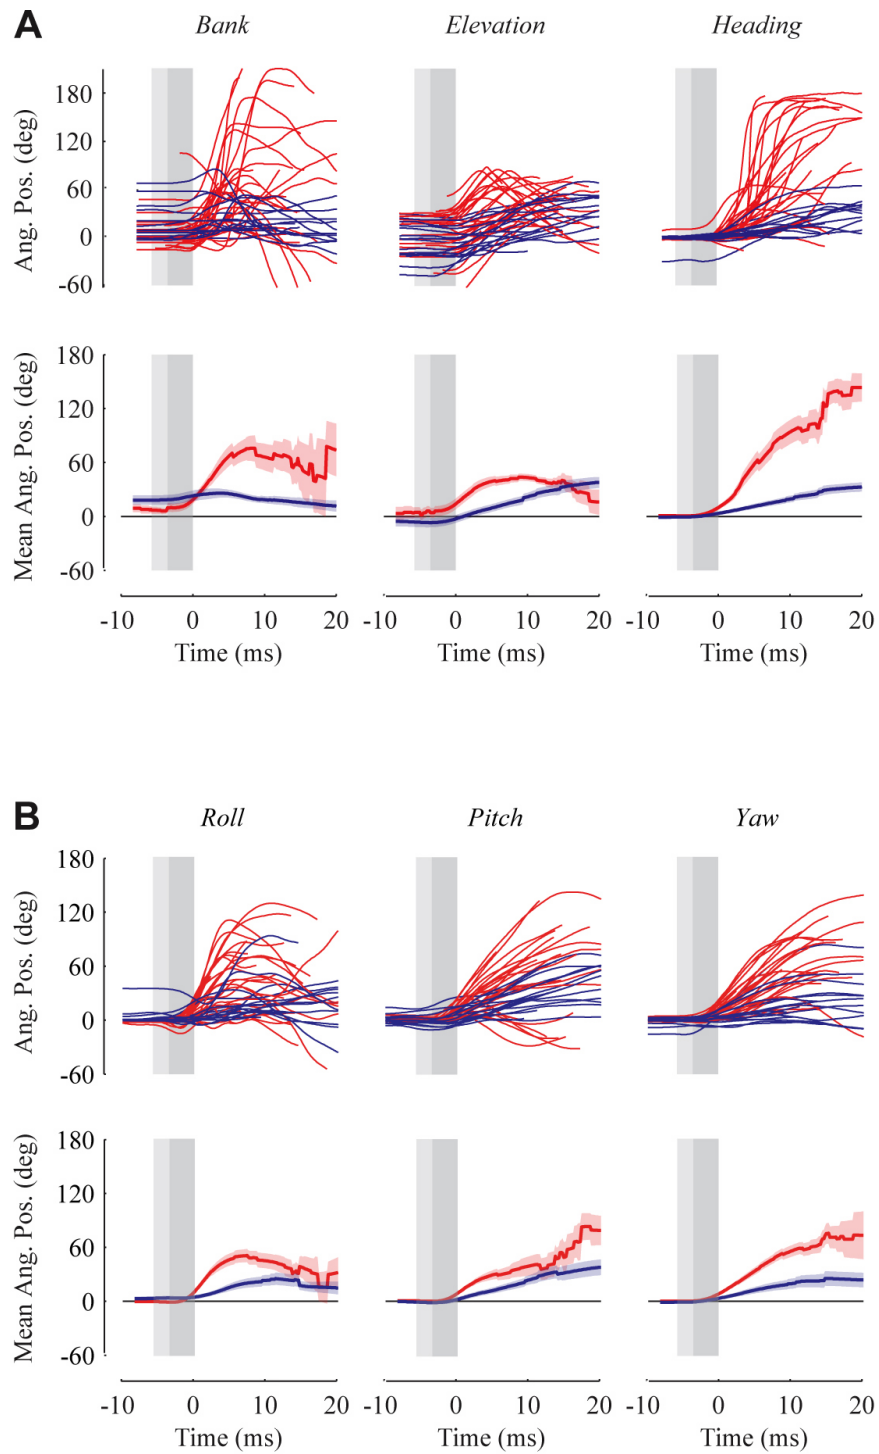 A
Bank Elevation Heading
Ang. Pos. (deg)
180
120
60
0
-60
Mean Ang. Pos. (deg)
180
120
60
0
-60
-10 0 10 20 -10 0 10 20 -10 0 10 20
Time (ms) Time (ms) Time (ms)
B
Roll Pitch Yaw
Ang. Pos. (deg)
180
120
60
0
-60
Mean Ang. Pos. (deg)
180
120
60
0
-60
-10 0 10 20 -10 0 10 20 -10 0 10 20
Time (ms) Time (ms) Time (ms)